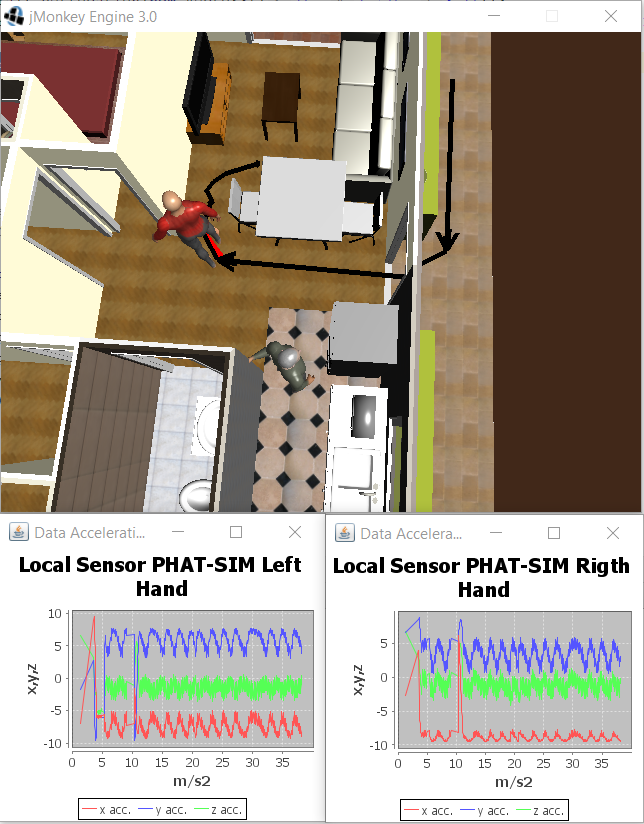 jMonkey Engine 3.0
Data Accelerati...
Local Sensor PHAT-SIM Left
Hand
x,y,z
10
5
0
-5
-10
0 5 10 15 20 25 30 35
m/s2
x acc. y acc. z acc.
Data Accelera...
Local Sensor PHAT-SIM Rigth
Hand
x,y,z
5
0
-5
-10
0 5 10 15 20 25 30 35
m/s2
x acc. y acc. z acc.